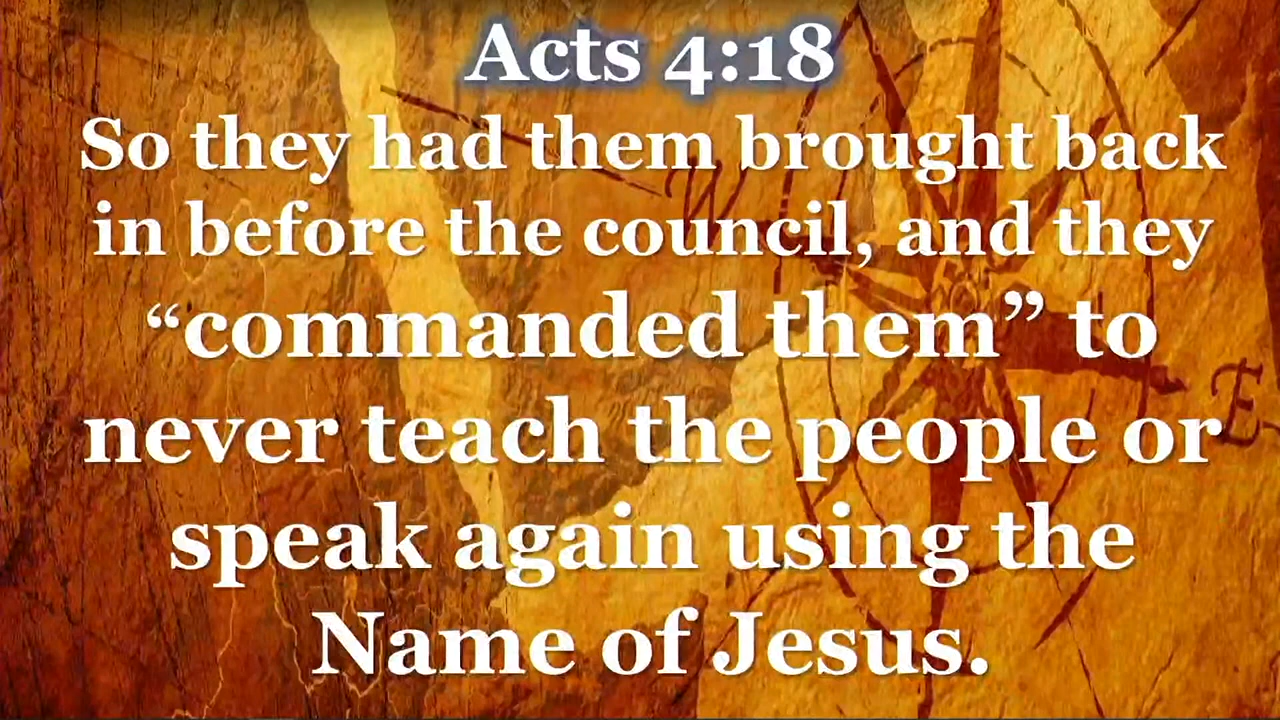 Acts 4:18
So they had them brought back
in before the council, and they
“commanded them” to
never teach the people or
speak again using the
Name of Jesus.
W
E